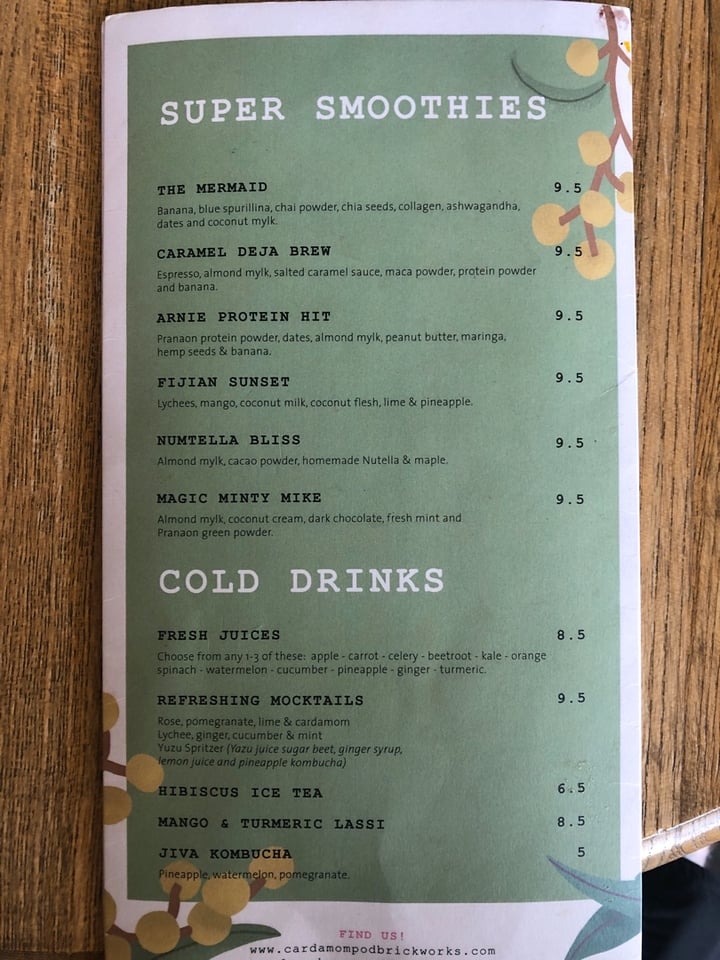 SUPER SMOOTHIES
THE MERMAID 9.5
Banana, blue spurillina, chai powder, chia seeds, collagen, ashwagandha,
dates and coconut mylk.
CARAMEL DEJA BREW 9.5
Espresso, almond mylk, salted caramel sauce, maca powder, protein powder
and banana.
ARNIE PROTEIN HIT 9.5
Pranaon protein powder, dates, almond mylk, peanut butter, maringa,
hemp seeds & banana.
FIJIAN SUNSET 9.5
Lychees, mango, coconut milk, coconut flesh, lime & pineapple.
NUMTELLA BLISS 9.5
Almond mylk, cacao powder, homemade Nutella & maple.
MAGIC MINTY MIKE 9.5
Almond mylk, coconut cream, dark chocolate, fresh mint and
Pranaon green powder.
COLD DRINKS
FRESH JUICES 8.5
Choose from any 1-3 of these: apple - carrot - celery - beetroot - kale - orange
spinach - watermelon - cucumber - pineapple - ginger - turmeric.
REFRESHING MOCKTAILS 9.5
Rose, pomegranate, lime & cardamom
Lychee, ginger, cucumber & mint
Yuzu Spritzer (Yazu juice sugar beet, ginger syrup,
lemon juice and pineapple kombucha)
HIBISCUS ICE TEA 6.5
MANGO & TURMERIC LASSI 8.5
JIVA KOMBUCHA 5
Pineapple, watermelon, pomegranate.
FIND US!
www.cardamompodbrickworks.com